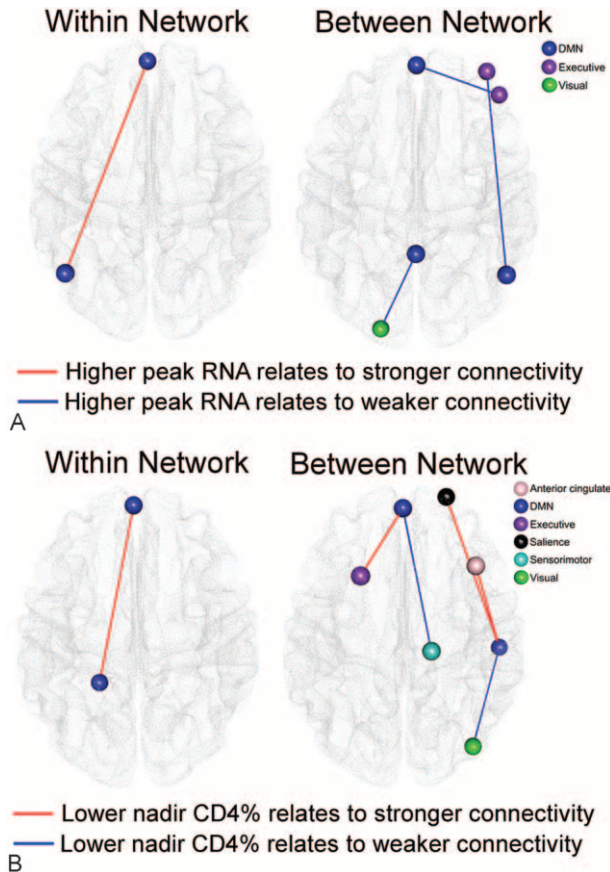 Within Network
Between Network
DMN
Executive
Visual
Higher peak RNA relates to stronger connectivity
Higher peak RNA relates to weaker connectivity
A
Within Network
Between Network
Anterior cingulate
DMN
Executive
Salience
Sensorimotor
Visual
Lower nadir CD4% relates to stronger connectivity
Lower nadir CD4% relates to weaker connectivity
B